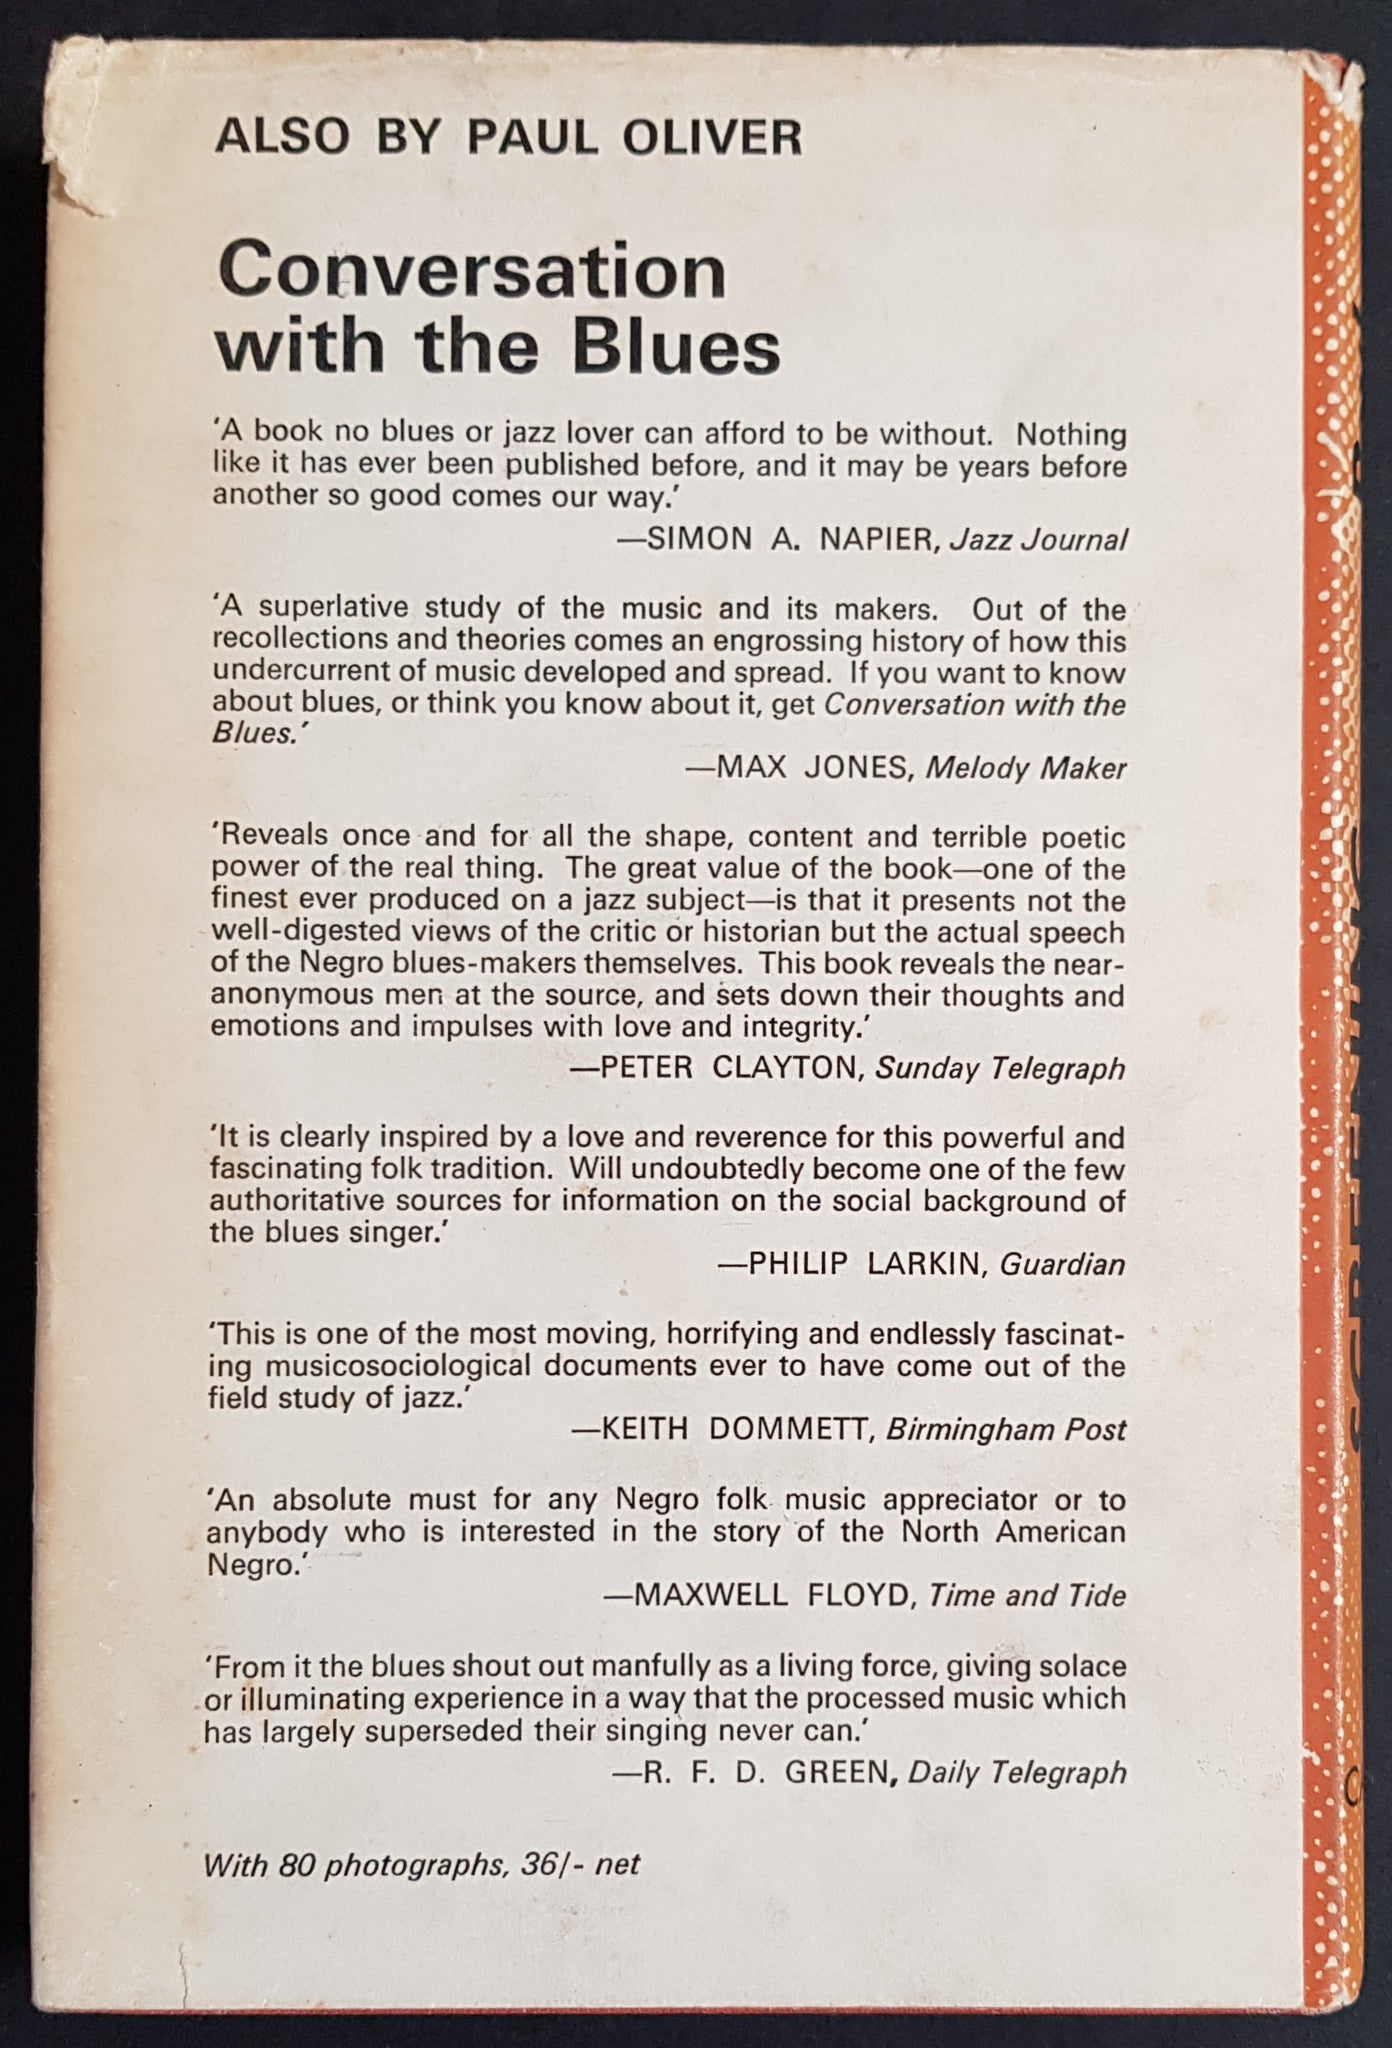 ALSO BY PAUL OLIVER
Conversation
with the Blues
'A book no blues or jazz lover can afford to be without. Nothing
like it has ever been published before, and it may be years before
another so good comes our way.'
—SIMON A. NAPIER, Jazz Journal
'A superlative study of the music and its makers. Out of the
recollections and theories comes an engrossing history of how this
undercurrent of music developed and spread. If you want to know
about blues, or think you know about it, get Conversation with the
Blues.'
—MAX JONES, Melody Maker
'Reveals once and for all the shape, content and terrible poetic
power of the real thing. The great value of the book—one of the
finest ever produced on a jazz subject—is that it presents not the
well-digested views of the critic or historian but the actual speech
of the Negro blues-makers themselves. This book reveals the near-
anonymous men at the source, and sets down their thoughts and
emotions and impulses with love and integrity.'
—PETER CLAYTON, Sunday Telegraph
'It is clearly inspired by a love and reverence for this powerful and
fascinating folk tradition. Will undoubtedly become one of the few
authoritative sources for information on the social background of
the blues singer.'
—PHILIP LARKIN, Guardian
'This is one of the most moving, horrifying and endlessly fascinat-
ing musicosociological documents ever to have come out of the
field study of jazz.'
—KEITH DOMMETT, Birmingham Post
'An absolute must for any Negro folk music appreciator or to
anybody who is interested in the story of the North American
Negro.'
—MAXWELL FLOYD, Time and Tide
'From it the blues shout out manfully as a living force, giving solace
or illuminating experience in a way that the processed music which
has largely superseded their singing never can.'
—R. F. D. GREEN, Daily Telegraph
With 80 photographs, 36/- net